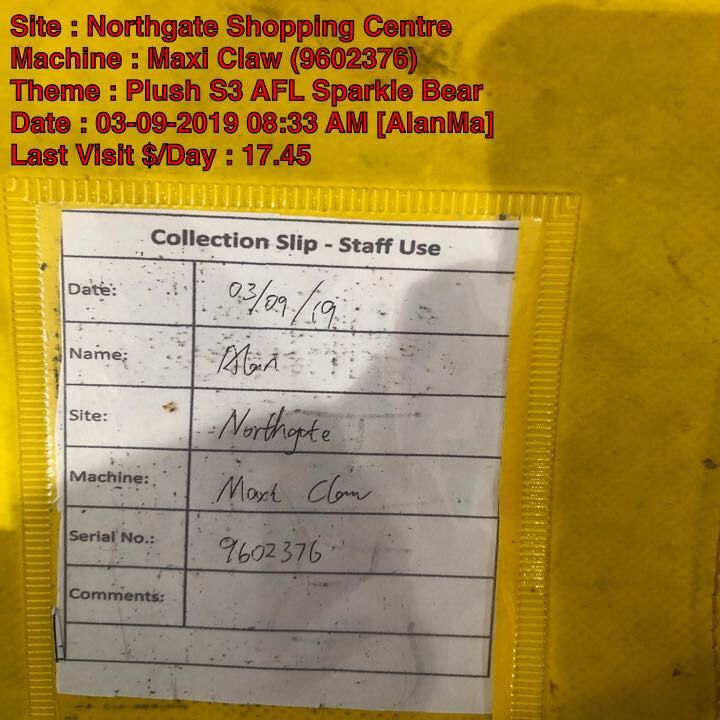 Site : Northgate Shopping Centre
Machine : Maxi Claw (9602376)
Theme : Plush S3 AFL Sparkle Bear
Date : 03-09-2019 08:33 AM [AlanMa]
Last Visit $/Day : 17.45
Collection Slip - Staff Use
Date: 03/09/19
Name: Alan
Site: Northgate
Machine: Maxi Claw
Serial No.: 9602376
Comments: